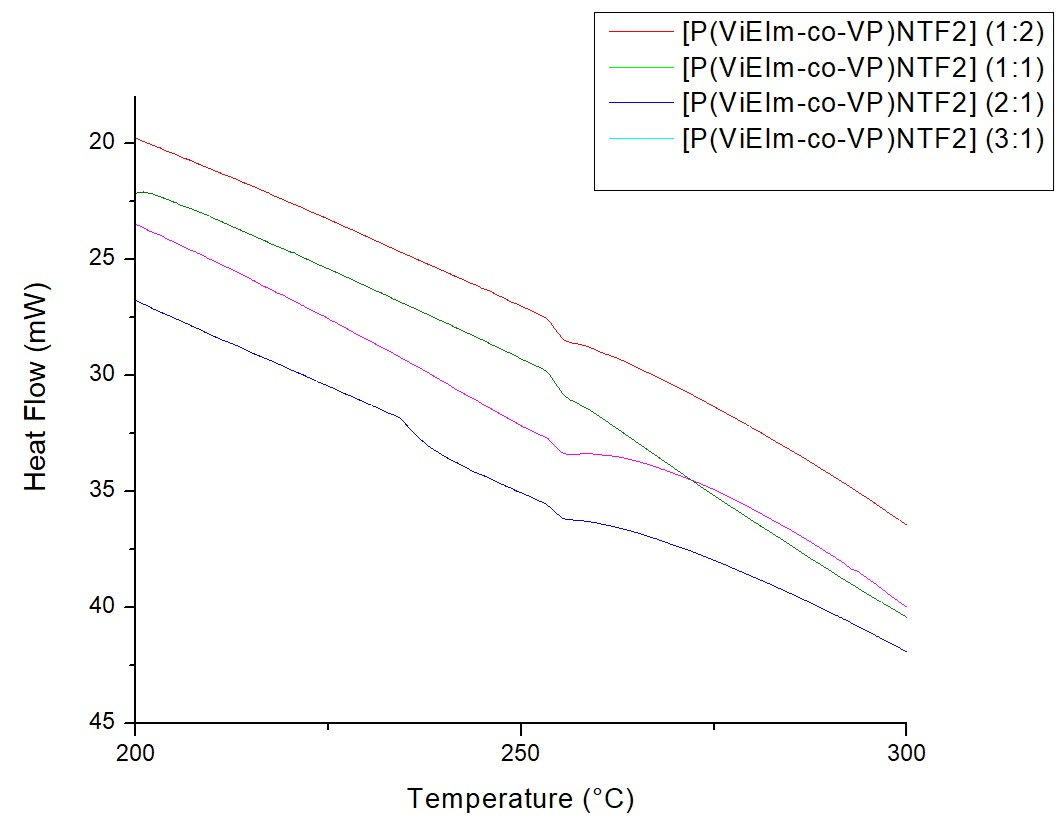 [P(ViEIm-co-VP)NTF2] (1:2)
[P(ViEIm-co-VP)NTF2] (1:1)
[P(ViEIm-co-VP)NTF2] (2:1)
[P(ViEIm-co-VP)NTF2] (3:1)
20
25
30
35
40
45
Heat Flow (mW)
200
250
300
Temperature (°C)